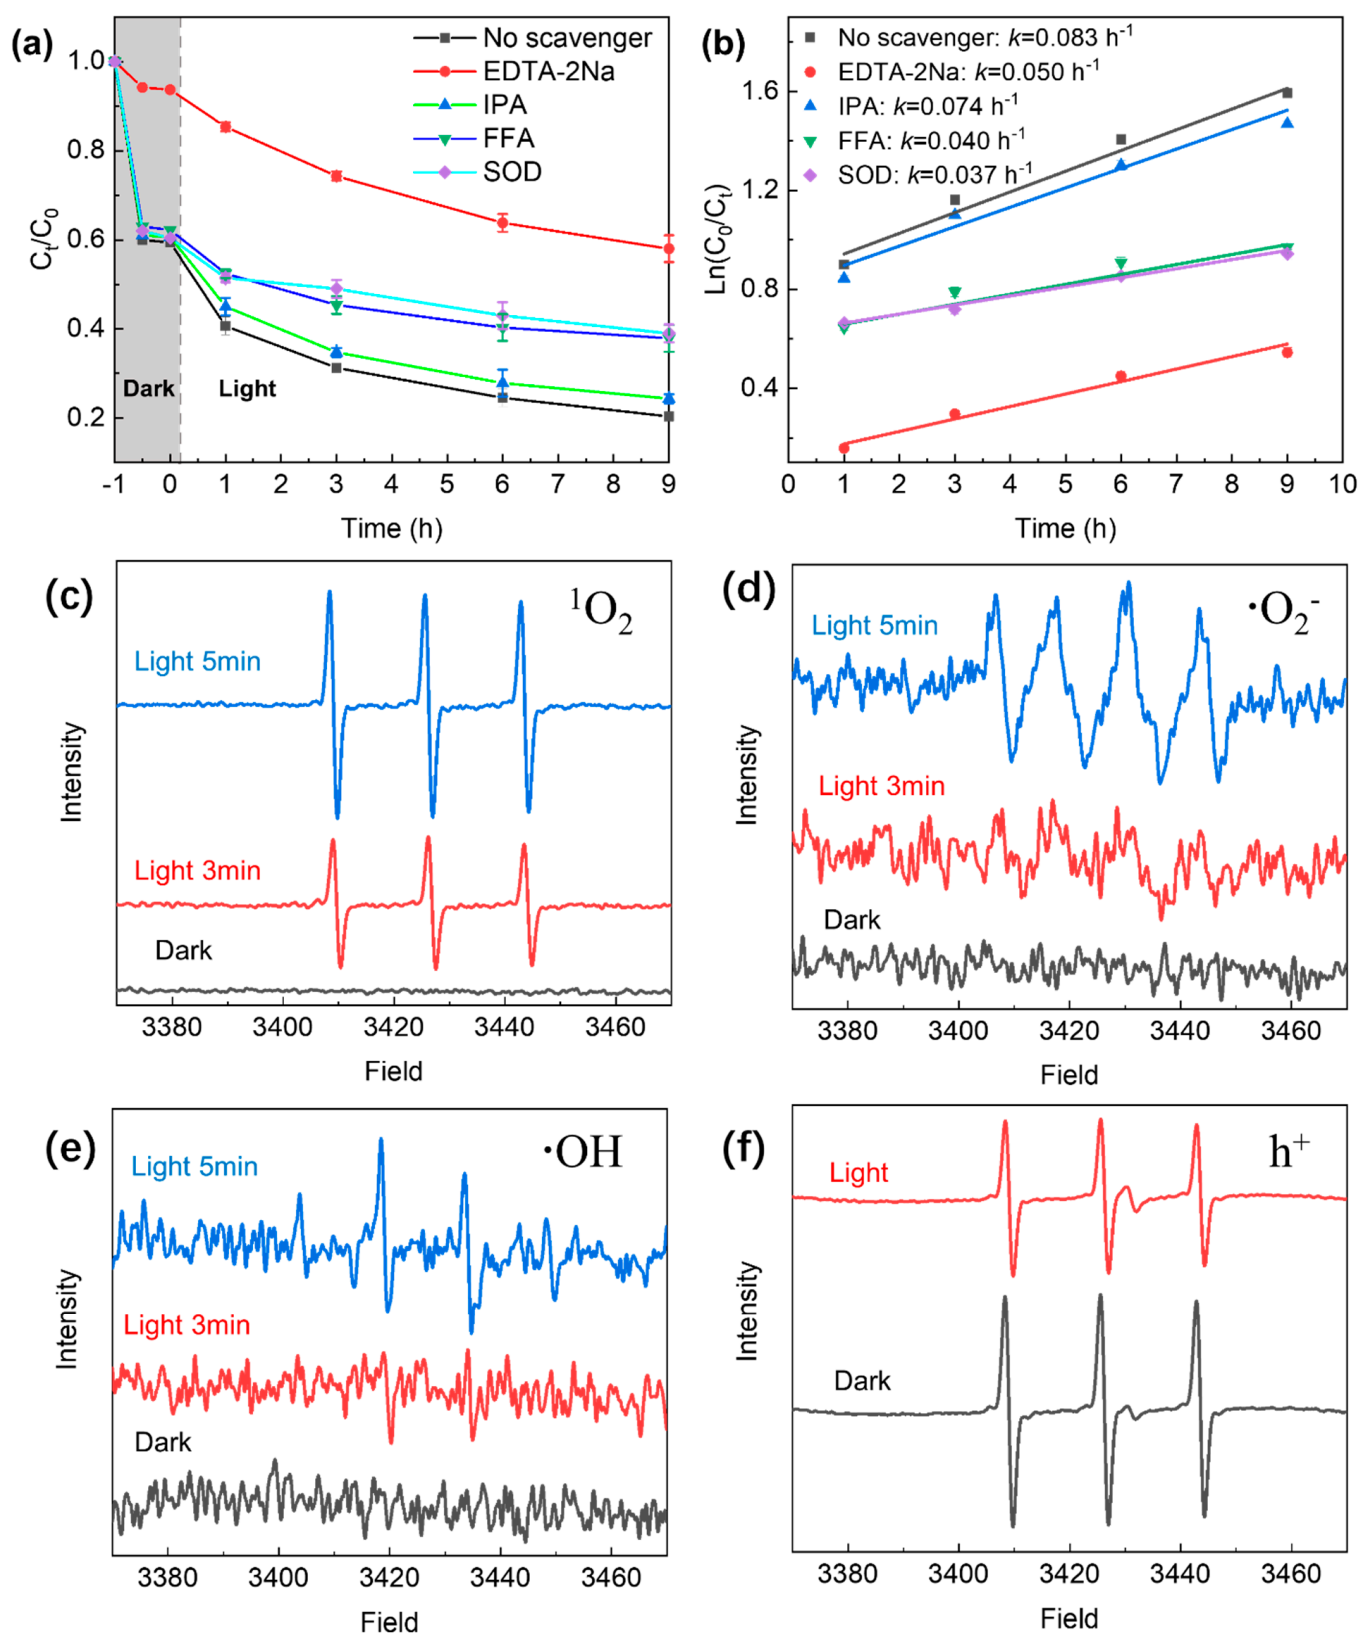 (a)
No scavenger
EDTA-2Na
IPA
FFA
SOD
1.0
0.8
0.6
0.4
0.2
Cₜ/C₀
Dark
Light
-1 0 1 2 3 4 5 6 7 8 9
Time (h)
(b)
No scavenger: k=0.083 h⁻¹
EDTA-2Na: k=0.050 h⁻¹
IPA: k=0.074 h⁻¹
FFA: k=0.040 h⁻¹
SOD: k=0.037 h⁻¹
1.6
1.2
0.8
0.4
Ln(C₀/Cₜ)
0 1 2 3 4 5 6 7 8 9 10
Time (h)
(c)
¹O₂
Light 5min
Light 3min
Dark
Intensity
3380 3400 3420 3440 3460
Field
(d)
·O₂⁻
Light 5min
Light 3min
Dark
Intensity
3380 3400 3420 3440 3460
Field
(e)
·OH
Light 5min
Light 3min
Dark
Intensity
3380 3400 3420 3440 3460
Field
(f)
h⁺
Light
Dark
Intensity
3380 3400 3420 3440 3460
Field